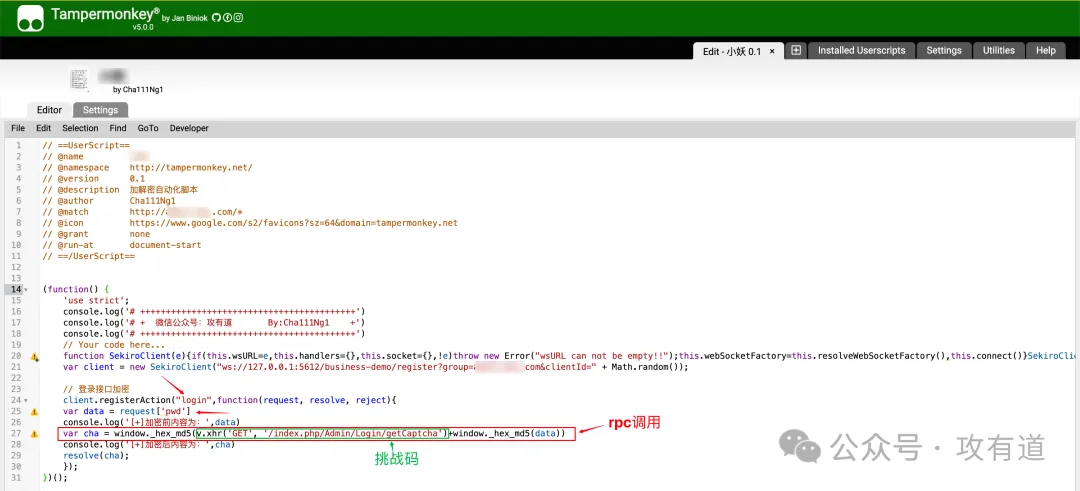 Tampermonkey® by Jan Biniok
v5.0.0
Edit - 小妖 0.1 × Installed Userscripts Settings Utilities Help
by Cha111Ng1
Editor Settings
File Edit Selection Find GoTo Developer
1 // ==UserScript==
2 // @name
3 // @namespace http://tampermonkey.net/
4 // @version 0.1
5 // @description 加解密自动化脚本
6 // @author Cha111Ng1
7 // @match http://.com/*
8 // @icon https://www.google.com/s2/favicons?sz=64&domain=tampermonkey.net
9 // @grant none
10 // @run-at document-start
11 // ==/UserScript==
12
13
14 (function() {
15 'use strict';
16 console.log('# ++++++++++++++++++++++++++++++++++++++++++')
17 console.log('# + 微信公众号：攻有道 By:Cha111Ng1 +')
18 console.log('# ++++++++++++++++++++++++++++++++++++++++++')
19 // Your code here...
20 function SekiroClient(e){if(this.wsURL=e,this.handlers={},this.socket={},!e)throw new Error("wsURL can not be empty!!");this.webSocketFactory=this.resolveWebSocketFactory(),this.connect()}SekiroClie
21 var client = new SekiroClient("ws://127.0.0.1:5612/business-demo/register?group=com&clientId=" + Math.random());
22
23 // 登录接口加密
24 client.registerAction("login",function(request, resolve, reject){
25 var data = request['pwd']
26 console.log('[+]加密前内容为：',data)
27 var cha = window._hex_md5(v.xhr('GET', '/index.php/Admin/Login/getCaptcha')+window._hex_md5(data))
28 console.log('[+]加密后内容为：',cha)
29 resolve(cha);
30 });
31 })();
rpc调用
挑战码
公众号 · 攻有道